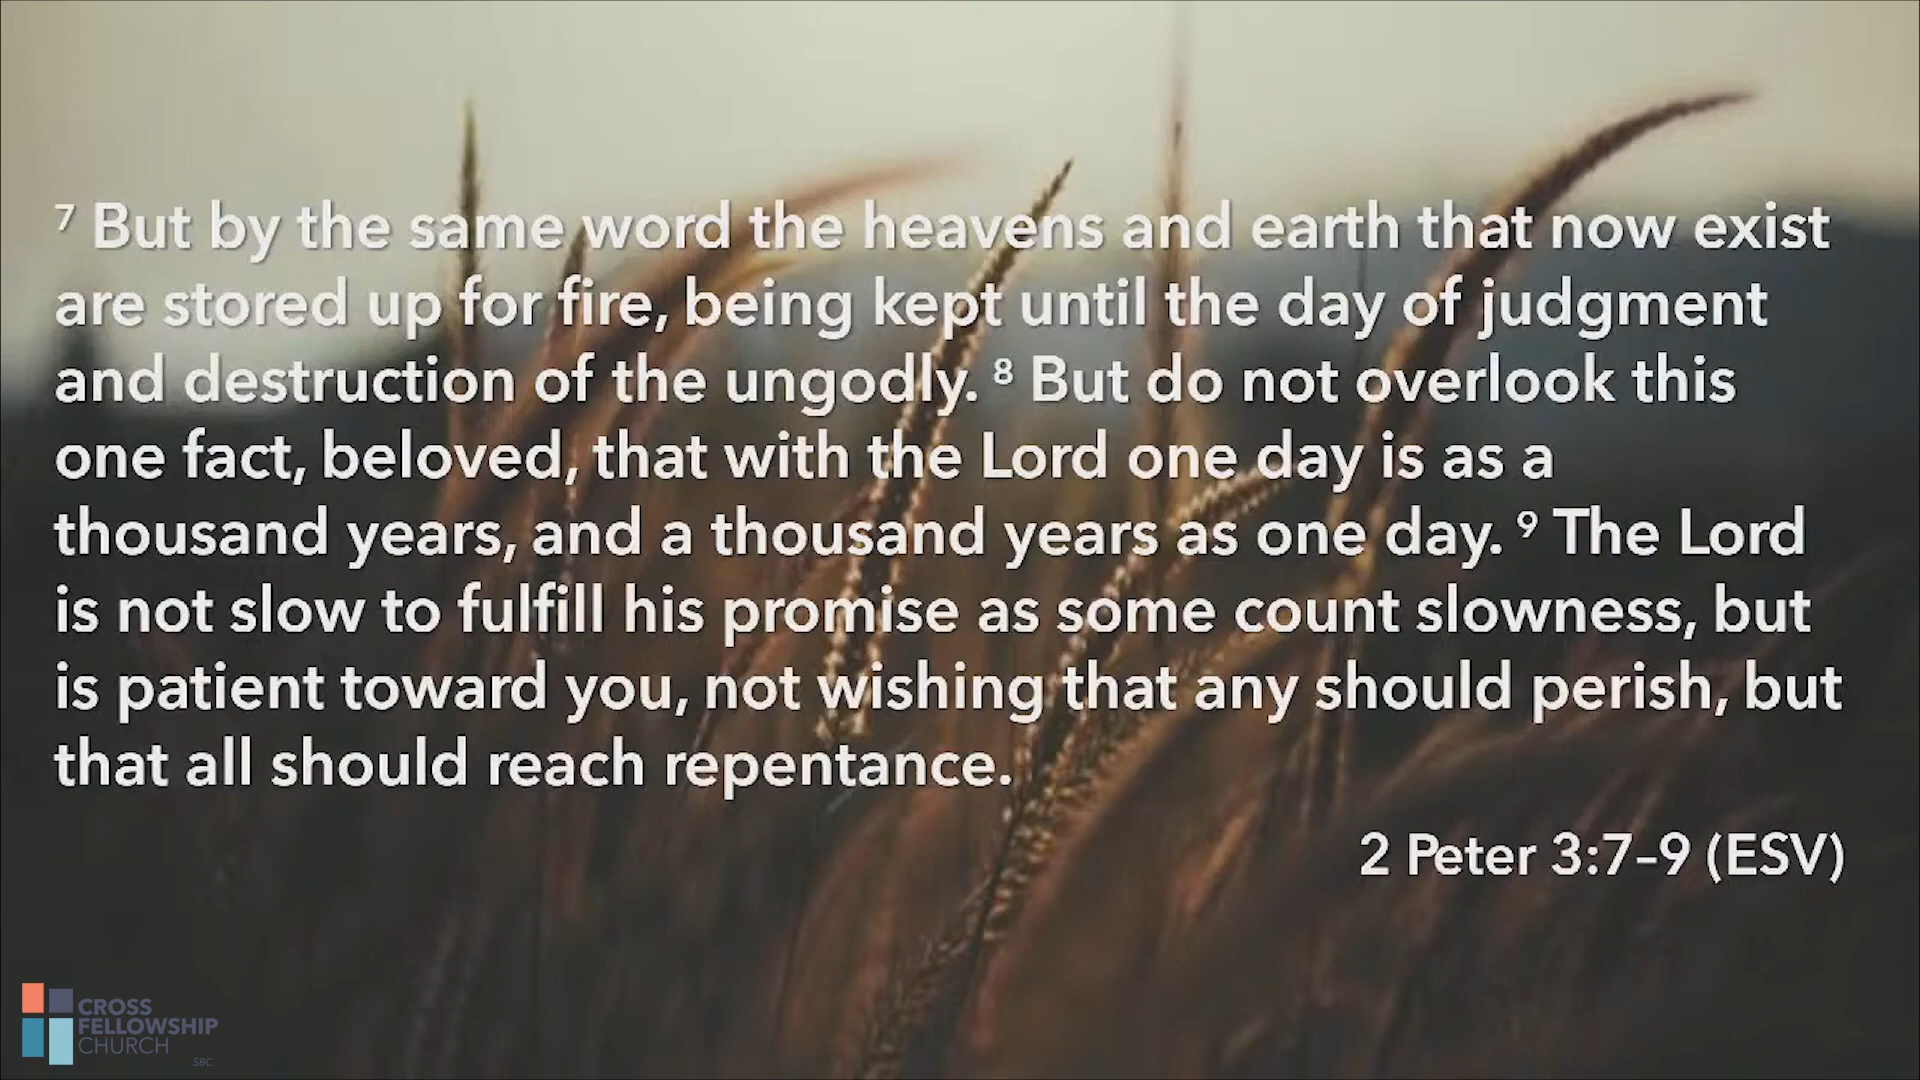 ⁷ But by the same word the heavens and earth that now exist
are stored up for fire, being kept until the day of judgment
and destruction of the ungodly. ⁸ But do not overlook this
one fact, beloved, that with the Lord one day is as a
thousand years, and a thousand years as one day. ⁹ The Lord
is not slow to fulfill his promise as some count slowness, but
is patient toward you, not wishing that any should perish, but
that all should reach repentance.
2 Peter 3:7–9 (ESV)
CROSS
FELLOWSHIP
CHURCH
SBC